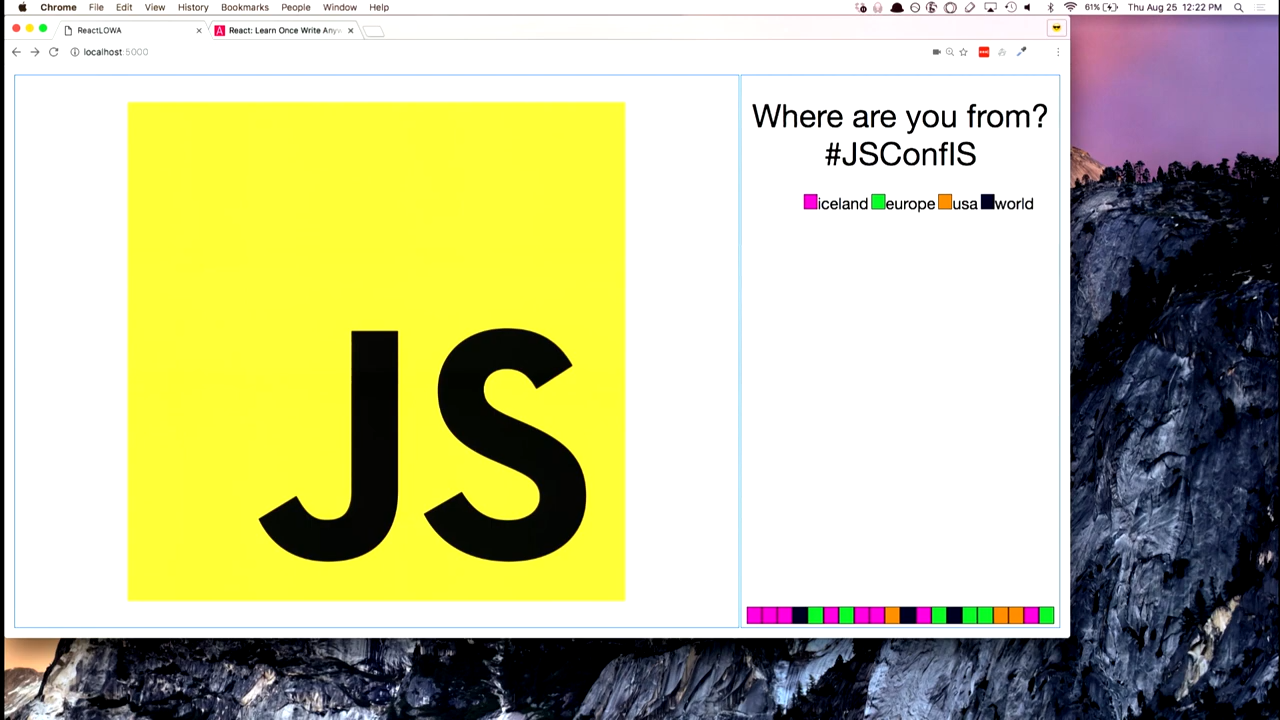 Chrome File Edit View History Bookmarks People Window Help
61% Thu Aug 25 12:22 PM
ReactLOWA
React: Learn Once Write Any
localhost:5000
Where are you from?
#JSConfIS
iceland europe usa world
JS